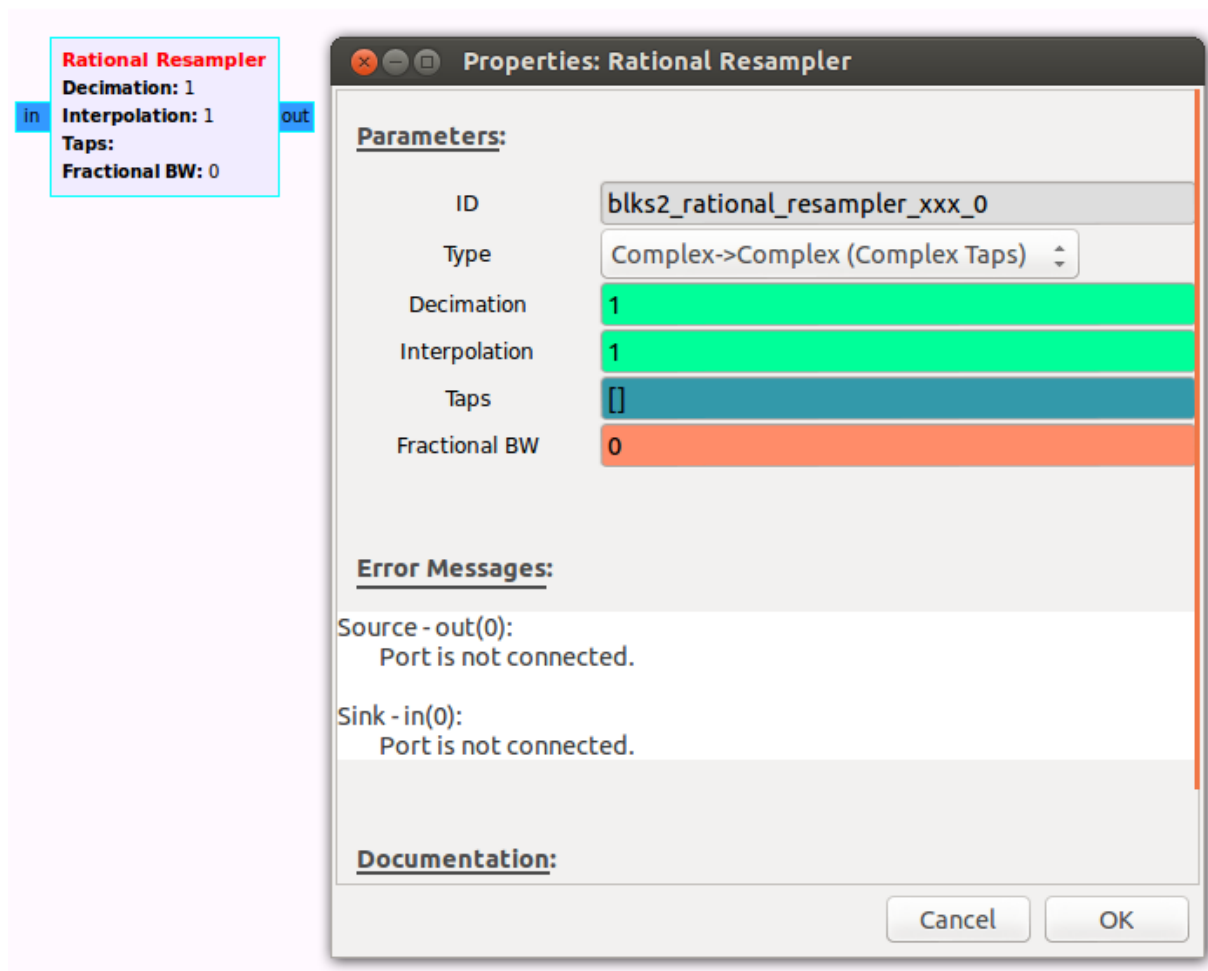 Rational Resampler
Decimation: 1
in
Interpolation: 1
out
Taps:
Fractional BW: 0
Properties: Rational Resampler
Parameters:
ID
blks2_rational_resampler_xxx_0
Type
Complex->Complex (Complex Taps)
Decimation
1
Interpolation
1
Taps
[]
Fractional BW
0
Error Messages:
Source - out(0):
Port is not connected.
Sink - in(0):
Port is not connected.
Documentation:
Cancel
OK